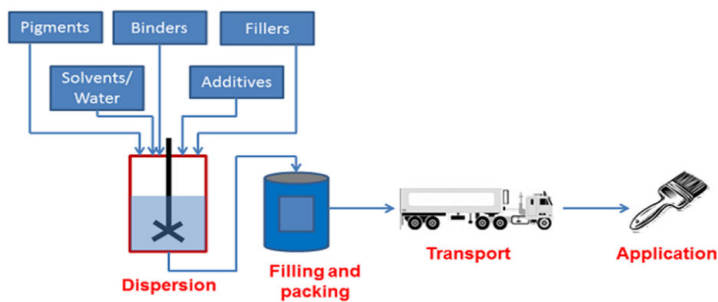 Pigments
Binders
Fillers
Solvents/
Water
Additives
Dispersion
Filling and
packing
Transport
Application